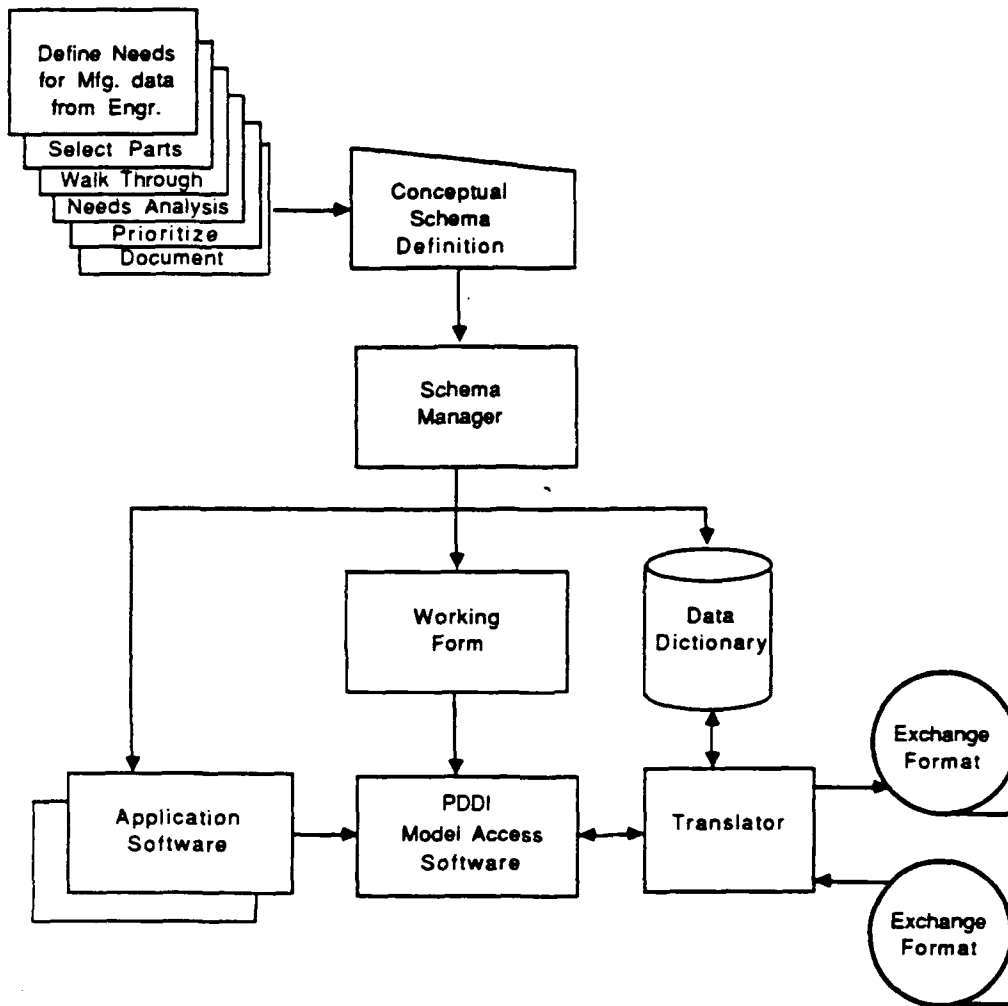 Define Needs
for Mfg. data
from Engr.
Select Parts
Walk Through
Needs Analysis
Prioritize
Document
Conceptual
Schema
Definition
Schema
Manager
Working
Form
Data
Dictionary
Exchange
Format
Application
Software
PDDI
Model Access
Software
Translator
Exchange
Format